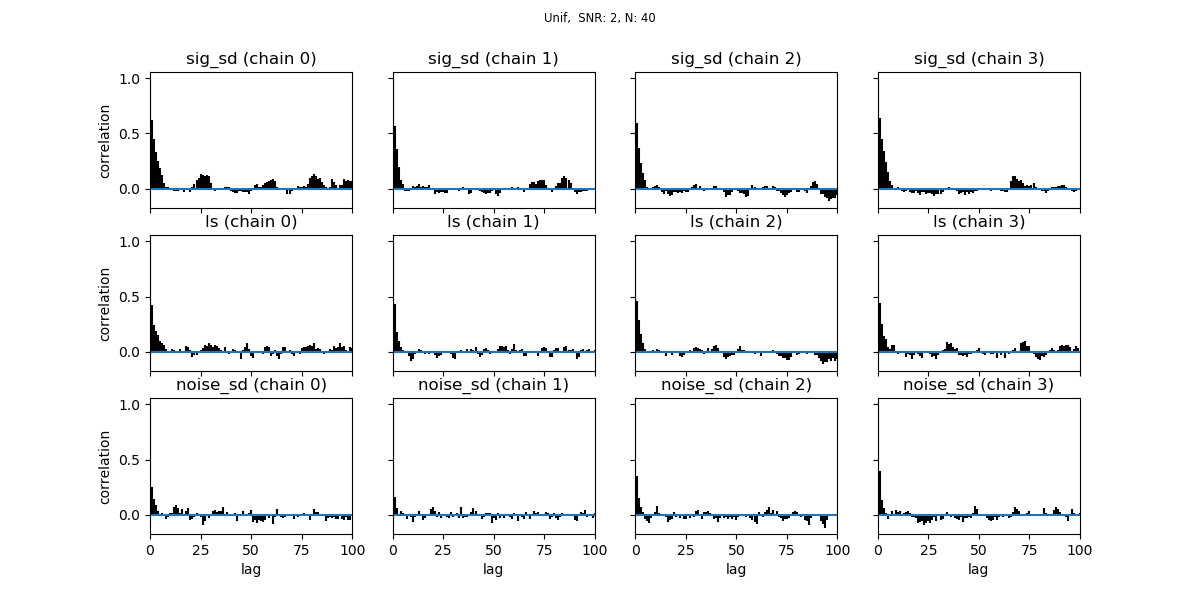 Unif, SNR: 2, N: 40
sig_sd (chain 0) sig_sd (chain 1) sig_sd (chain 2) sig_sd (chain 3)
1.0
0.5
0.0
correlation
ls (chain 0) ls (chain 1) ls (chain 2) ls (chain 3)
1.0
0.5
0.0
correlation
noise_sd (chain 0) noise_sd (chain 1) noise_sd (chain 2) noise_sd (chain 3)
1.0
0.5
0.0
correlation
0 25 50 75 100 0 25 50 75 100 0 25 50 75 100 0 25 50 75 100
lag lag lag lag